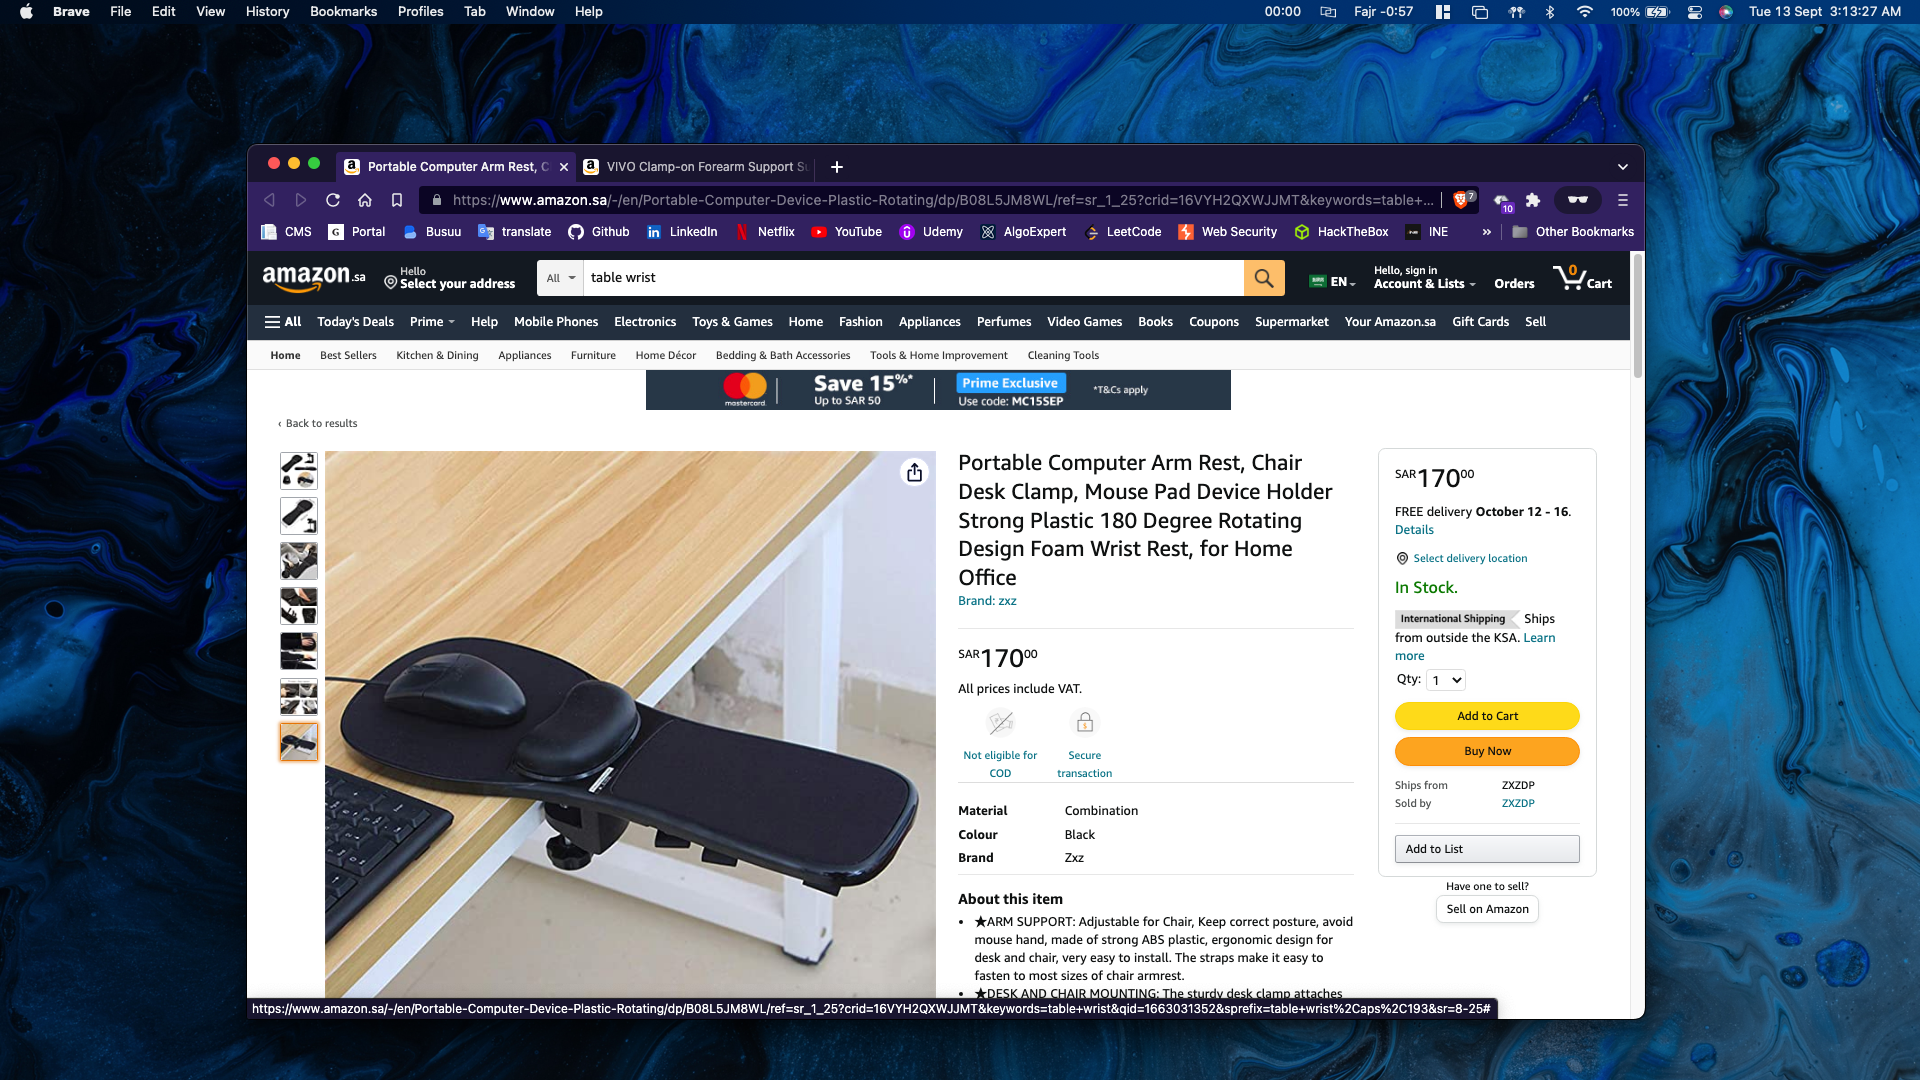 Brave File Edit View History Bookmarks Profiles Tab Window Help 00:00 Fajr -0:57 100% Tue 13 Sept 3:13:27 AM
Portable Computer Arm Rest, C VIVO Clamp-on Forearm Support Su
https://www.amazon.sa/-/en/Portable-Computer-Device-Plastic-Rotating/dp/B08L5JM8WL/ref=sr_1_25?crid=16VYH2QXWJJMT&keywords=table+... 7 10
CMS Portal Busuu translate Github LinkedIn Netflix YouTube Udemy AlgoExpert LeetCode Web Security HackTheBox INE » Other Bookmarks
amazon.sa
Hello
Select your address
All table wrist
EN
Hello, sign in
Account & Lists
Orders
0
Cart
All Today's Deals Prime Help Mobile Phones Electronics Toys & Games Home Fashion Appliances Perfumes Video Games Books Coupons Supermarket Your Amazon.sa Gift Cards Sell
Home Best Sellers Kitchen & Dining Appliances Furniture Home Décor Bedding & Bath Accessories Tools & Home Improvement Cleaning Tools
mastercard.
Save 15%*
Up to SAR 50
Prime Exclusive
Use code: MC15SEP
*T&Cs apply
‹ Back to results
Portable Computer Arm Rest, Chair
Desk Clamp, Mouse Pad Device Holder
Strong Plastic 180 Degree Rotating
Design Foam Wrist Rest, for Home
Office
Brand: zxz
SAR17000
All prices include VAT.
Not eligible for
COD
Secure
transaction
Material Combination
Colour Black
Brand Zxz
About this item
• ★ARM SUPPORT: Adjustable for Chair, Keep correct posture, avoid
mouse hand, made of strong ABS plastic, ergonomic design for
desk and chair, very easy to install. The straps make it easy to
fasten to most sizes of chair armrest.
• ★DESK AND CHAIR MOUNTING: The sturdy desk clamp attaches
SAR17000
FREE delivery October 12 - 16.
Details
Select delivery location
In Stock.
International Shipping Ships
from outside the KSA. Learn
more
Qty: 1
Add to Cart
Buy Now
Ships from ZXZDP
Sold by ZXZDP
Add to List
Have one to sell?
Sell on Amazon
https://www.amazon.sa/-/en/Portable-Computer-Device-Plastic-Rotating/dp/B08L5JM8WL/ref=sr_1_25?crid=16VYH2QXWJJMT&keywords=table+wrist&qid=1663031352&sprefix=table+wrist%2Caps%2C193&sr=8-25#